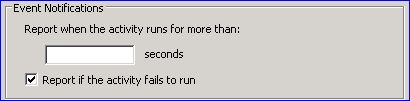 Event Notifications
Report when the activity runs for more than:
seconds
Report if the activity fails to run